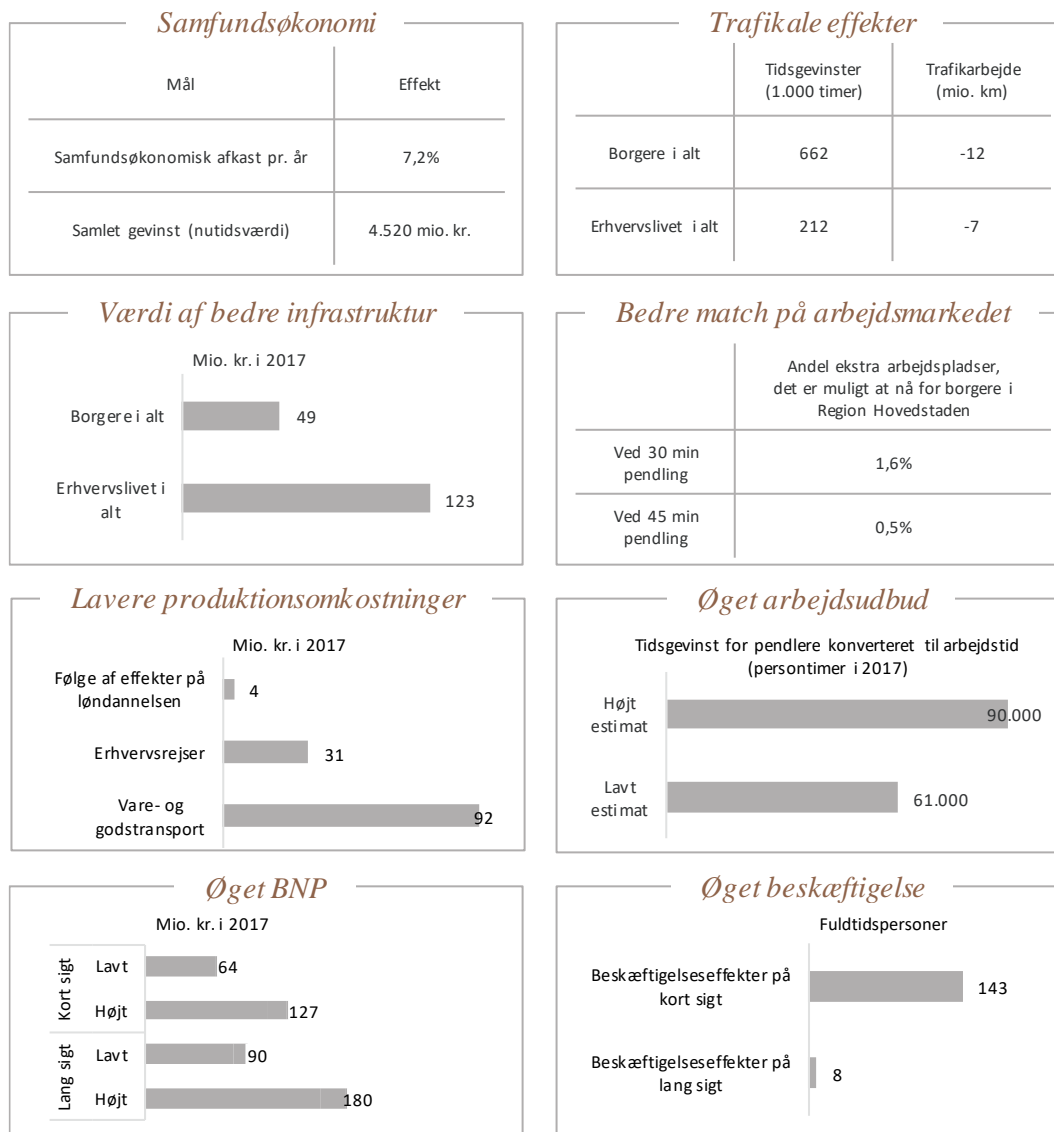 Samfundsøkonomi
Mål Effekt
Samfundsøkonomisk afkast pr. år 7,2%
Samlet gevinst (nutidsværdi) 4.520 mio. kr.
Trafikale effekter
Tidsgevinster Trafikarbejde
(1.000 timer) (mio. km)
Borgere i alt 662 -12
Erhvervslivet i alt 212 -7
Værdi af bedre infrastruktur
Mio. kr. i 2017
Borgere i alt 49
Erhvervslivet i
alt 123
Bedre match på arbejdsmarkedet
Andel ekstra arbejdspladser,
det er muligt at nå for borgere i
Region Hovedstaden
Ved 30 min
pendling 1,6%
Ved 45 min
pendling 0,5%
Lavere produktionsomkostninger
Mio. kr. i 2017
Følge af effekter på
løndannelsen 4
Erhvervsrejser 31
Vare- og
godstransport 92
Øget arbejdsudbud
Tidsgevinst for pendlere konverteret til arbejdstid
(persontimer i 2017)
Højt
estimat 90.000
Lavt
estimat 61.000
Øget BNP
Mio. kr. i 2017
Kort sigt
Lavt 64
Højt 127
Lang sigt
Lavt 90
Højt 180
Øget beskæftigelse
Fuldtidspersoner
Beskæftigelseseffekter på
kort sigt 143
Beskæftigelseseffekter på
lang sigt 8